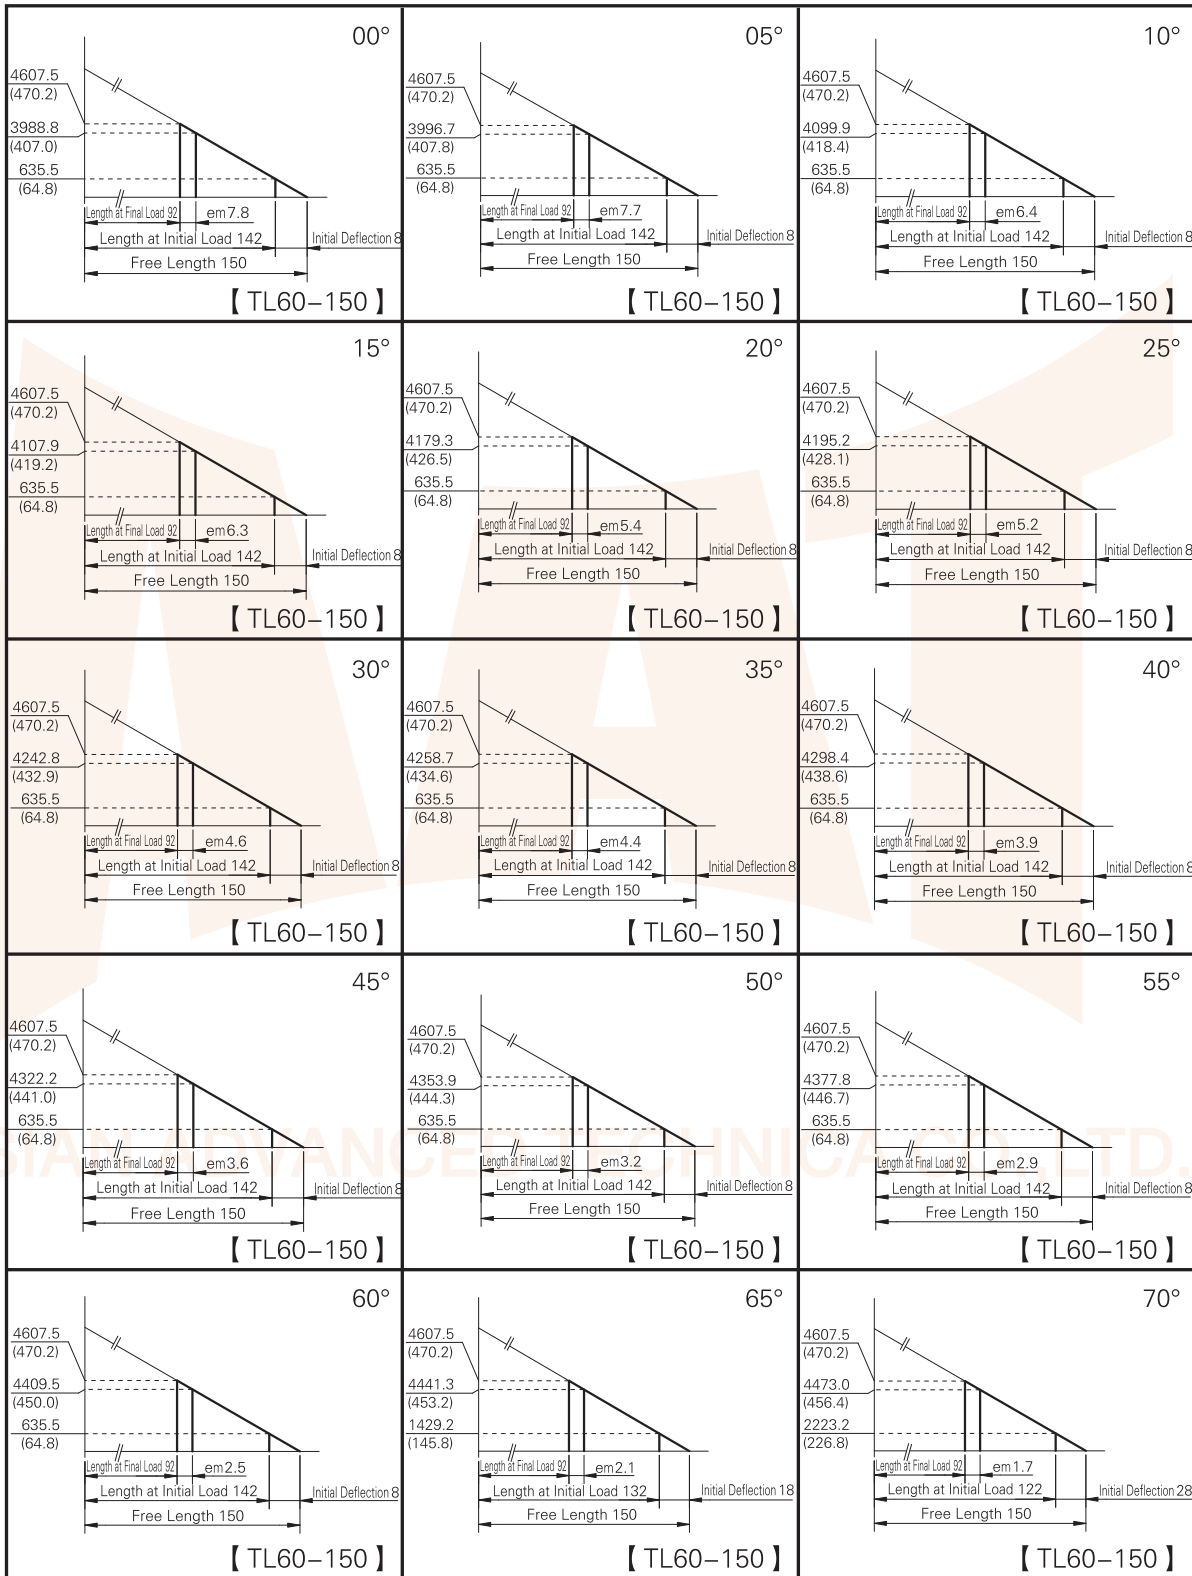 00°
4607.5
(470.2)
3988.8
(407.0)
635.5
(64.8)
Length at Final Load 92
em7.8
Length at Initial Load 142
Initial Deflection 8
Free Length 150
【 TL60–150 】
05°
4607.5
(470.2)
3996.7
(407.8)
635.5
(64.8)
Length at Final Load 92
em7.7
Length at Initial Load 142
Initial Deflection 8
Free Length 150
【 TL60–150 】
10°
4607.5
(470.2)
4099.9
(418.4)
635.5
(64.8)
Length at Final Load 92
em6.4
Length at Initial Load 142
Initial Deflection 8
Free Length 150
【 TL60–150 】
15°
4607.5
(470.2)
4107.9
(419.2)
635.5
(64.8)
Length at Final Load 92
em6.3
Length at Initial Load 142
Initial Deflection 8
Free Length 150
【 TL60–150 】
20°
4607.5
(470.2)
4179.3
(426.5)
635.5
(64.8)
Length at Final Load 92
em5.4
Length at Initial Load 142
Initial Deflection 8
Free Length 150
【 TL60–150 】
25°
4607.5
(470.2)
4195.2
(428.1)
635.5
(64.8)
Length at Final Load 92
em5.2
Length at Initial Load 142
Initial Deflection 8
Free Length 150
【 TL60–150 】
30°
4607.5
(470.2)
4242.8
(432.9)
635.5
(64.8)
Length at Final Load 92
em4.6
Length at Initial Load 142
Initial Deflection 8
Free Length 150
【 TL60–150 】
35°
4607.5
(470.2)
4258.7
(434.6)
635.5
(64.8)
Length at Final Load 92
em4.4
Length at Initial Load 142
Initial Deflection 8
Free Length 150
【 TL60–150 】
40°
4607.5
(470.2)
4298.4
(438.6)
635.5
(64.8)
Length at Final Load 92
em3.9
Length at Initial Load 142
Initial Deflection 8
Free Length 150
【 TL60–150 】
45°
4607.5
(470.2)
4322.2
(441.0)
635.5
(64.8)
Length at Final Load 92
em3.6
Length at Initial Load 142
Initial Deflection 8
Free Length 150
【 TL60–150 】
50°
4607.5
(470.2)
4353.9
(444.3)
635.5
(64.8)
Length at Final Load 92
em3.2
Length at Initial Load 142
Initial Deflection 8
Free Length 150
【 TL60–150 】
55°
4607.5
(470.2)
4377.8
(446.7)
635.5
(64.8)
Length at Final Load 92
em2.9
Length at Initial Load 142
Initial Deflection 8
Free Length 150
【 TL60–150 】
SIAN ADVANCED TECHNICA CO., LTD.
60°
4607.5
(470.2)
4409.5
(450.0)
635.5
(64.8)
Length at Final Load 92
em2.5
Length at Initial Load 142
Initial Deflection 8
Free Length 150
【 TL60–150 】
65°
4607.5
(470.2)
4441.3
(453.2)
1429.2
(145.8)
Length at Final Load 92
em2.1
Length at Initial Load 132
Initial Deflection 18
Free Length 150
【 TL60–150 】
70°
4607.5
(470.2)
4473.0
(456.4)
2223.2
(226.8)
Length at Final Load 92
em1.7
Length at Initial Load 122
Initial Deflection 28
Free Length 150
【 TL60–150 】